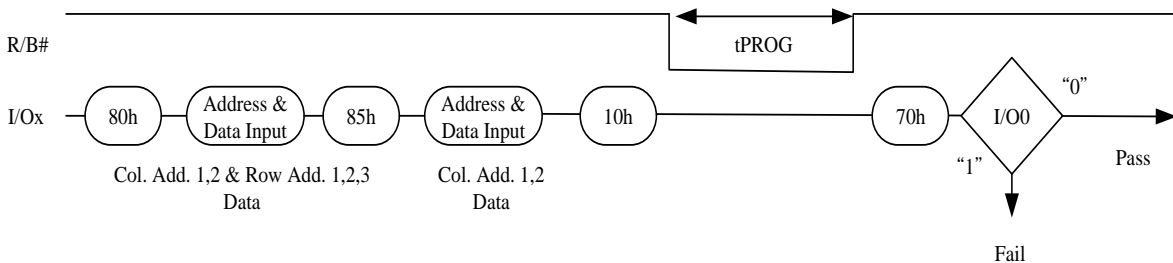 R/B#
tPROG
I/Ox
80h
Address &
Data Input
85h
Address &
Data Input
10h
70h
I/O0
“0”
“1”
Pass
Col. Add. 1,2 & Row Add. 1,2,3
Data
Col. Add. 1,2
Data
Fail